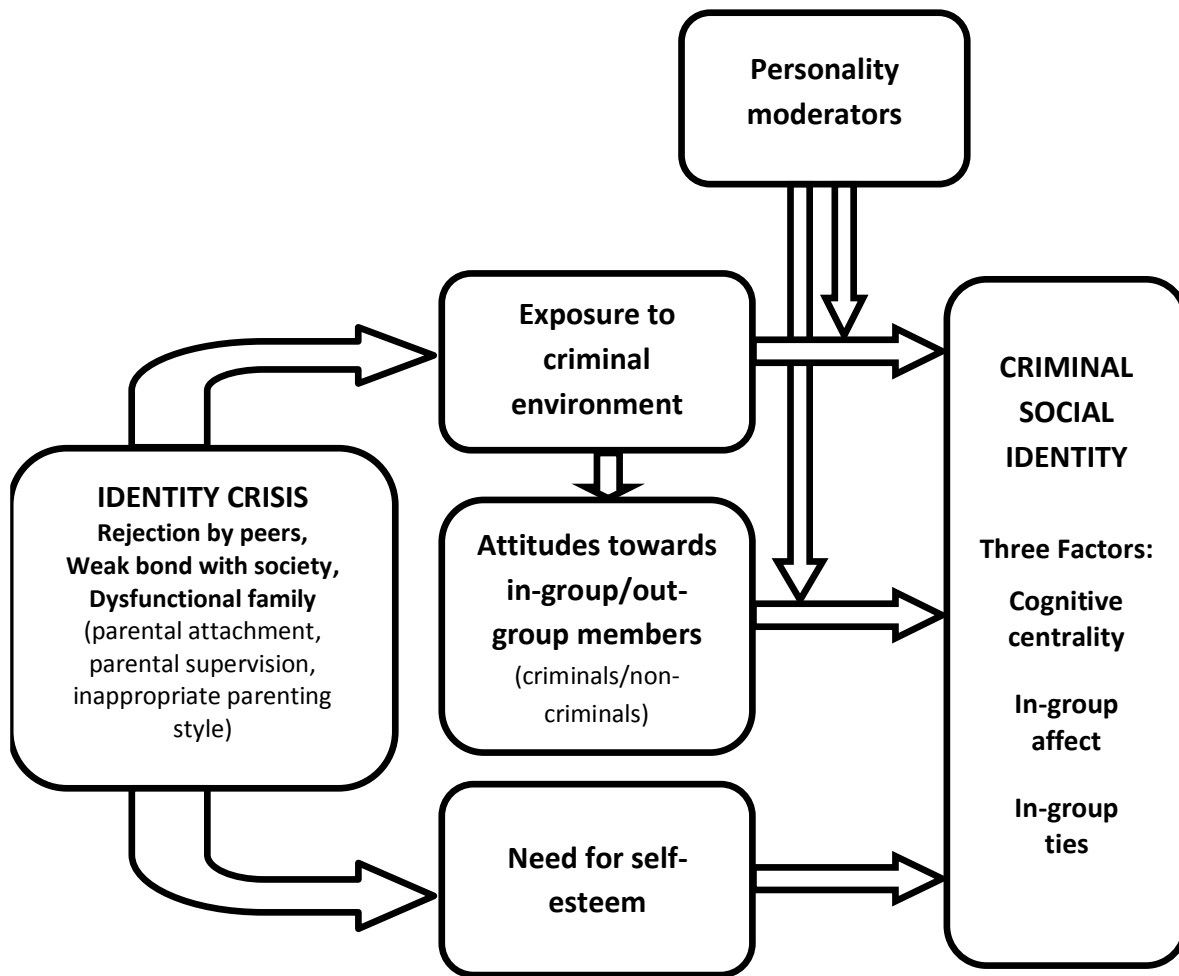 Personality
moderators
Exposure to
criminal
environment
IDENTITY CRISIS
Rejection by peers,
Weak bond with society,
Dysfunctional family
(parental attachment,
parental supervision,
inappropriate parenting
style)
Attitudes towards
in-group/out-
group members
(criminals/non-
criminals)
Need for self-
esteem
CRIMINAL
SOCIAL
IDENTITY
Three Factors:
Cognitive
centrality
In-group
affect
In-group
ties